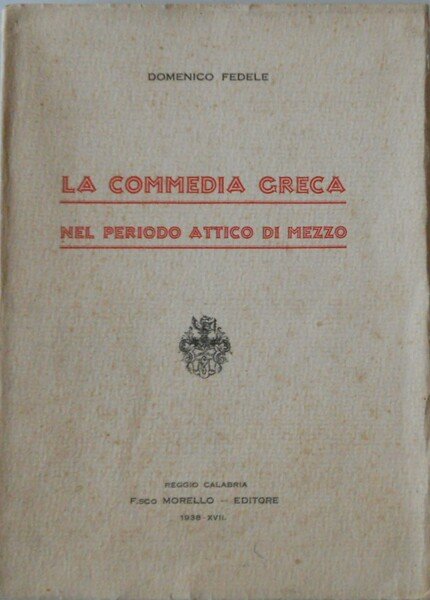 DOMENICO FEDELE
LA COMMEDIA GRECA
NEL PERIODO ATTICO DI MEZZO
REGGIO CALABRIA
F.SCO MORELLO — EDITORE
1938 - XVII.